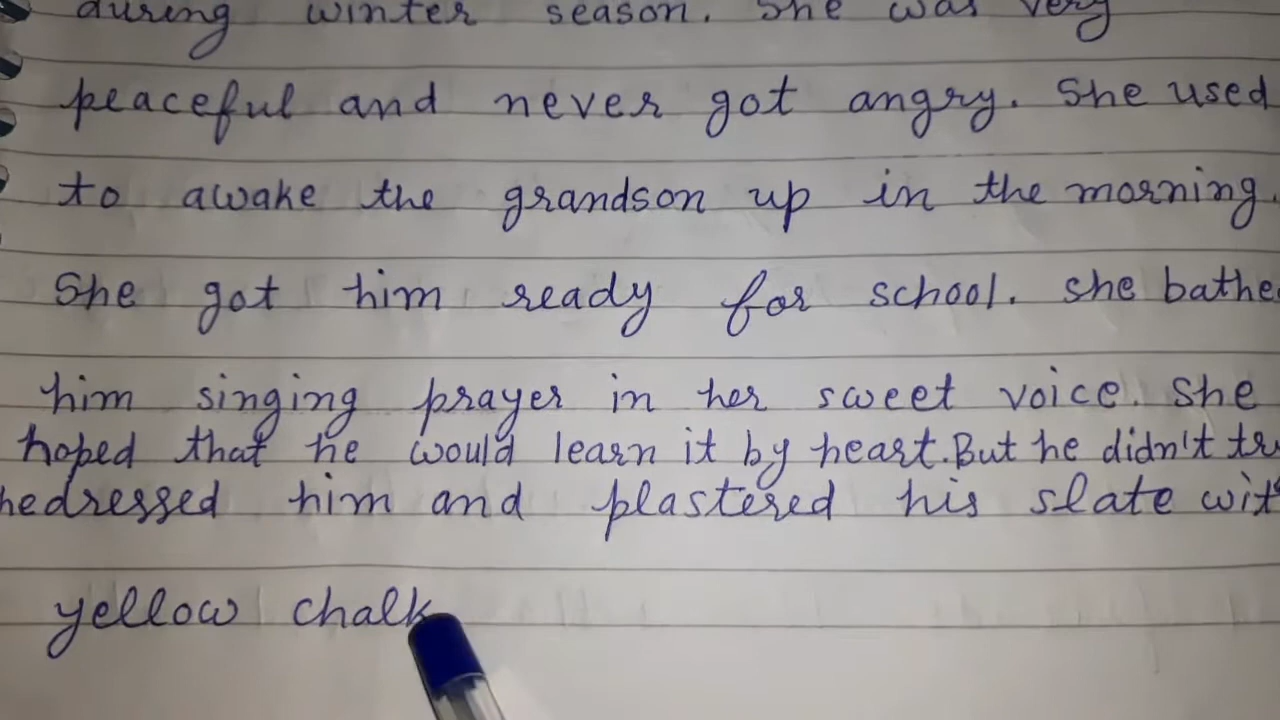 during winter season. She was very
peaceful and never got angry. She used
to awake the grandson up in the morning.
She got him ready for school. she bathe
him singing prayer in her sweet voice. She
hoped that he would learn it by heart. But he didn't
hedressed him and plastered his slate wit
yellow chalk